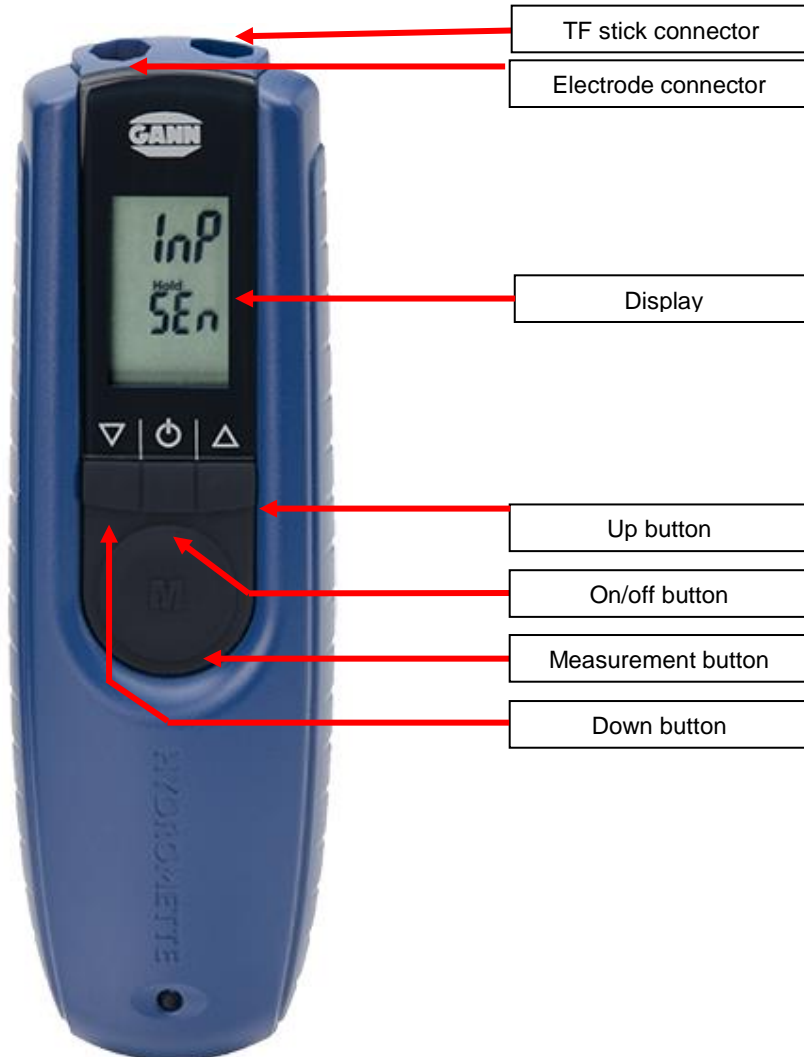 TF stick connector
Electrode connector
GANN
InP
Hold
SEn
Display
Up button
On/off button
M
Measurement button
Down button
HYDROMETTE